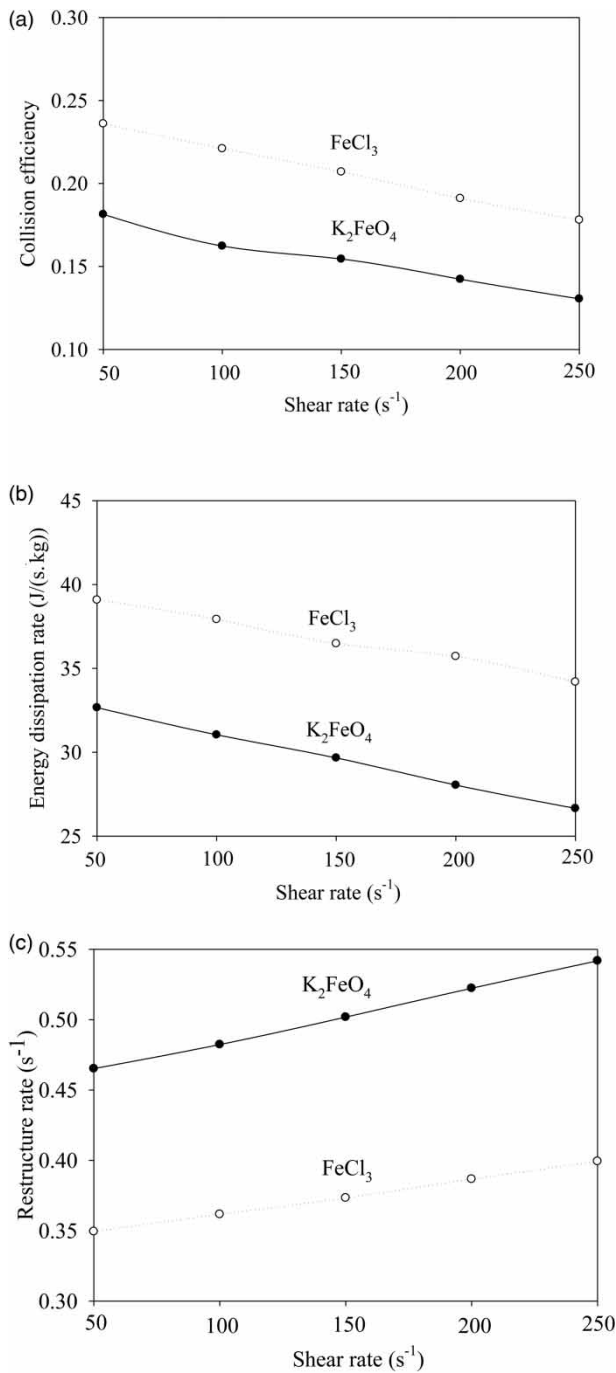 (a)
0.30
0.25
0.20
0.15
0.10
Collision efficiency
FeCl₃
K₂FeO₄
50 100 150 200 250
Shear rate (s⁻¹)
(b)
45
40
35
30
25
Energy dissipation rate (J/(s.kg))
FeCl₃
K₂FeO₄
50 100 150 200 250
Shear rate (s⁻¹)
(c)
0.55
0.50
0.45
0.40
0.35
0.30
Restructure rate (s⁻¹)
K₂FeO₄
FeCl₃
50 100 150 200 250
Shear rate (s⁻¹)